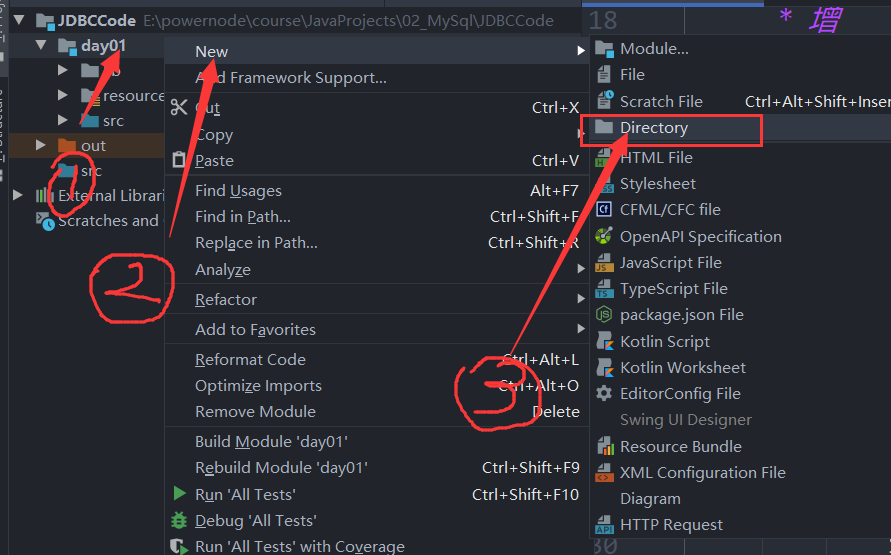 JDBCCode E:\powernode\course\JavaProjects\02_MySql\JDBCCode
day01
resource
src
out
src
External Librari
Scratches and
1
2
3
New
Add Framework Support...
Cut Ctrl+X
Copy
Paste Ctrl+V
Find Usages Alt+F7
Find in Path... Ctrl+Shift+F
Replace in Path... Ctrl+Shift+R
Analyze
Refactor
Add to Favorites
Reformat Code Ctrl+Alt+L
Optimize Imports Ctrl+Alt+O
Remove Module Delete
Build Module 'day01'
Rebuild Module 'day01' Ctrl+Shift+F9
Run 'All Tests' Ctrl+Shift+F10
Debug 'All Tests'
Run 'All Tests' with Coverage
18 * 增
Module...
File
Scratch File Ctrl+Alt+Shift+Inser
Directory
HTML File
Stylesheet
CFML/CFC file
OpenAPI Specification
JavaScript File
TypeScript File
package.json File
Kotlin Script
Kotlin Worksheet
EditorConfig File
Swing UI Designer
Resource Bundle
XML Configuration File
Diagram
HTTP Request
30